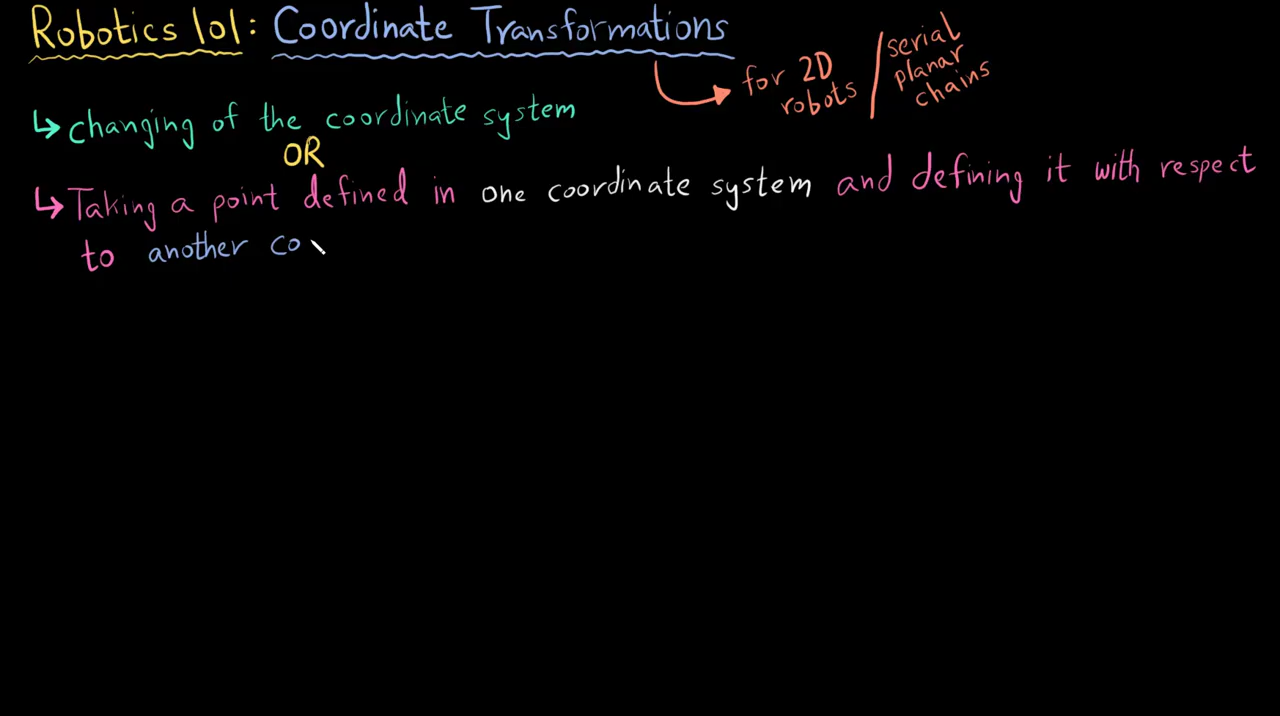 Robotics 101: Coordinate Transformations
for 2D robots / serial planar chains
↳ changing of the coordinate system
OR
↳ Taking a point defined in one coordinate system and defining it with respect
to another co